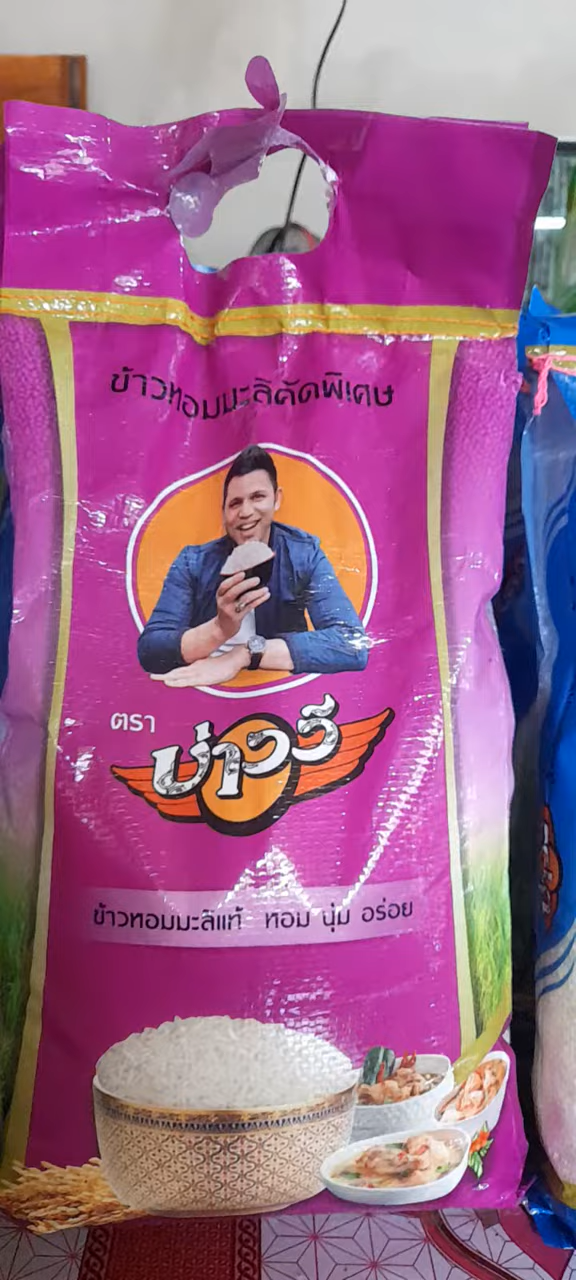 ข้าวหอมมะลิคัดพิเศษ
ตรา
บ่าววี
ข้าวหอมมะลิแท้ หอม นุ่ม อร่อย